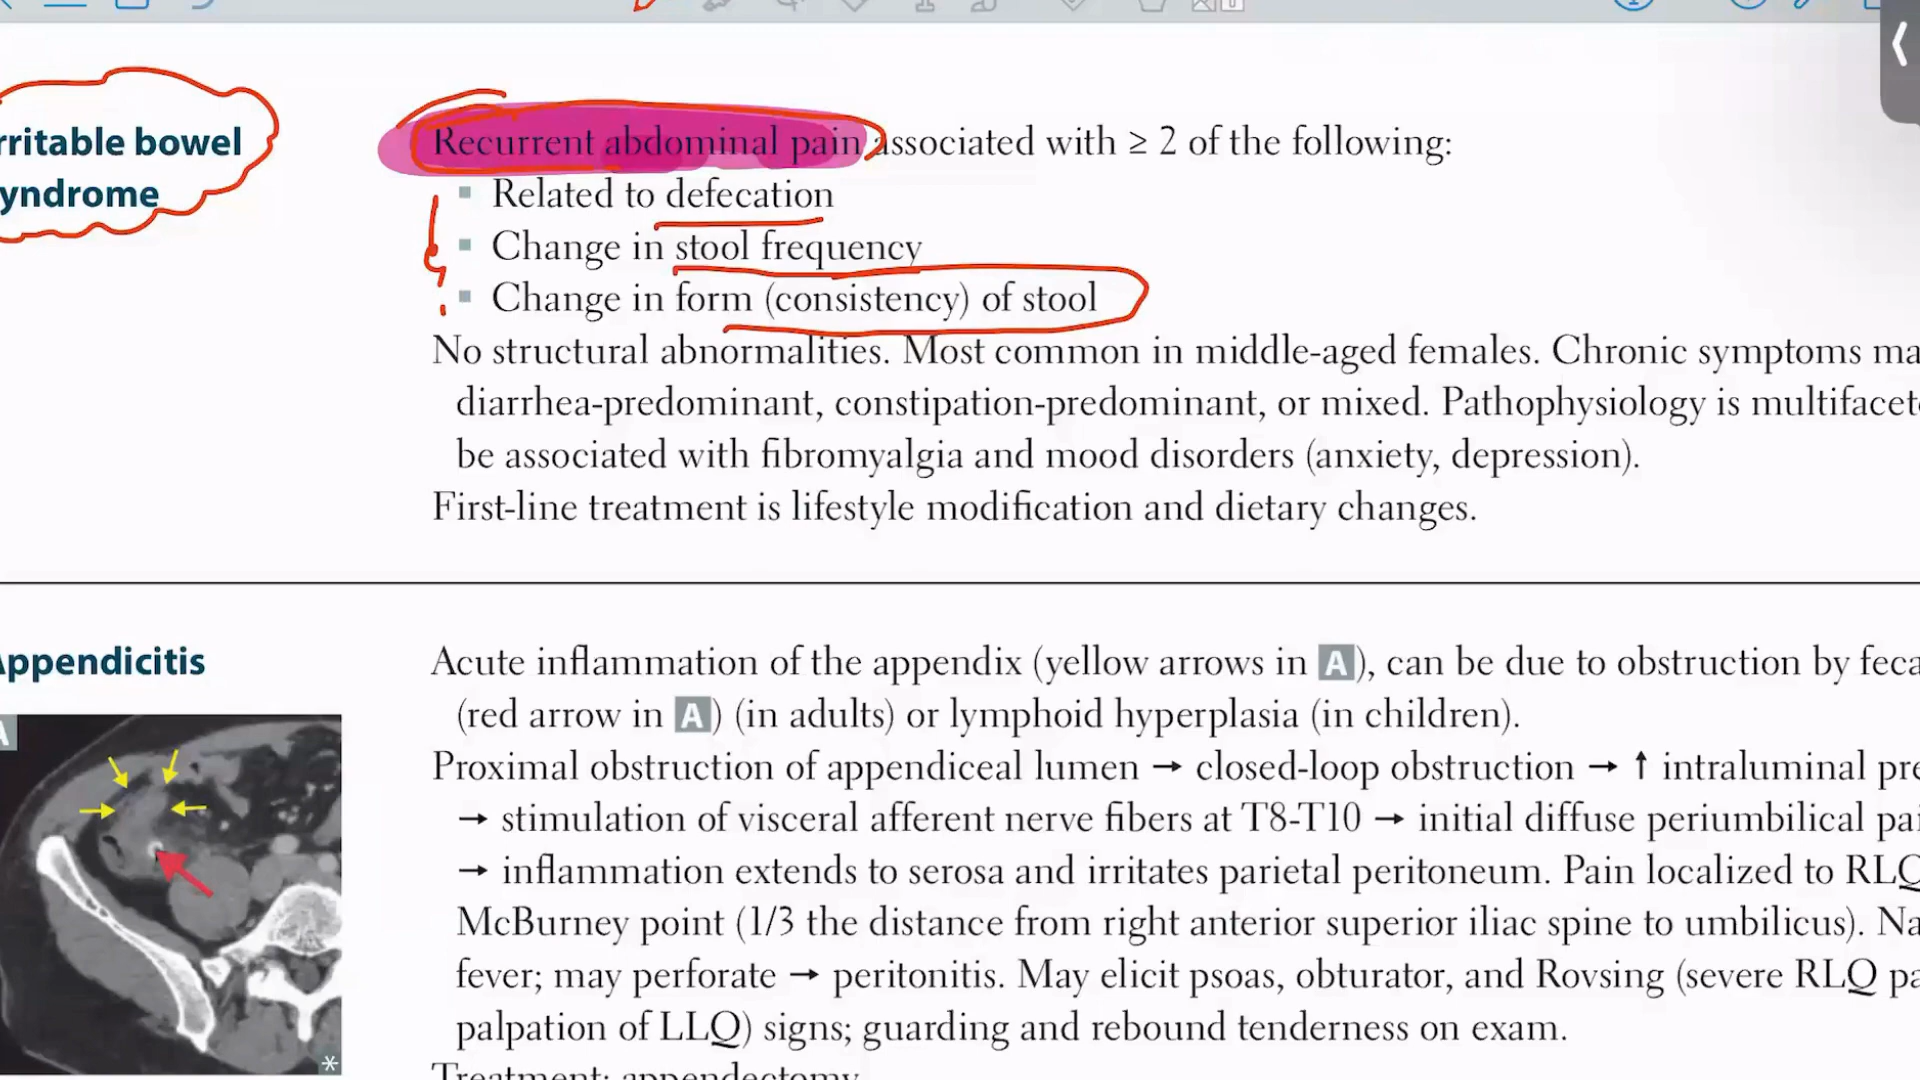 rritable bowel
yndrome
Recurrent abdominal pain associated with ≥ 2 of the following:
▪ Related to defecation
▪ Change in stool frequency
▪ Change in form (consistency) of stool
No structural abnormalities. Most common in middle-aged females. Chronic symptoms ma
diarrhea-predominant, constipation-predominant, or mixed. Pathophysiology is multifacet
be associated with fibromyalgia and mood disorders (anxiety, depression).
First-line treatment is lifestyle modification and dietary changes.
Appendicitis
A
Acute inflammation of the appendix (yellow arrows in A), can be due to obstruction by feca
(red arrow in A) (in adults) or lymphoid hyperplasia (in children).
Proximal obstruction of appendiceal lumen → closed-loop obstruction → ↑ intraluminal pre
→ stimulation of visceral afferent nerve fibers at T8-T10 → initial diffuse periumbilical pai
→ inflammation extends to serosa and irritates parietal peritoneum. Pain localized to RLQ
McBurney point (1/3 the distance from right anterior superior iliac spine to umbilicus). Na
fever; may perforate → peritonitis. May elicit psoas, obturator, and Rovsing (severe RLQ pa
palpation of LLQ) signs; guarding and rebound tenderness on exam.
Treatment: appendectomy